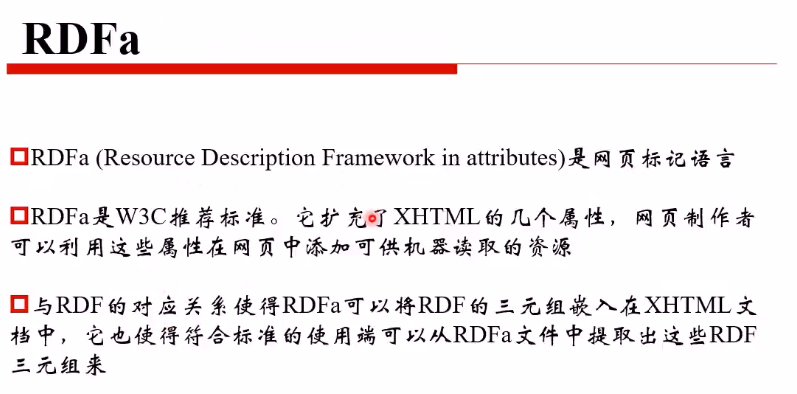 RDFa
RDFa (Resource Description Framework in attributes)是网页标记语言
RDFa是W3C推荐标准。它扩充了XHTML的几个属性，网页制作者
可以利用这些属性在网页中添加可供机器读取的资源
与RDF的对应关系使得RDFa可以将RDF的三元组嵌入在XHTML文
档中，它也使得符合标准的使用端可以从RDFa文件中提取出这些RDF
三元组来